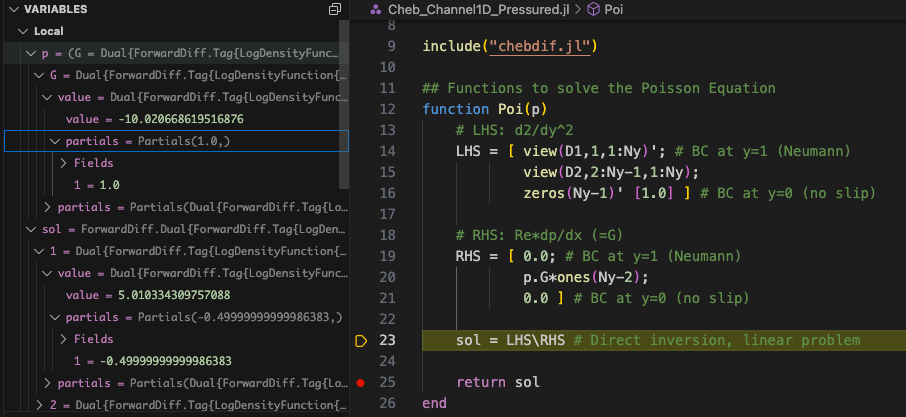 VARIABLES
Local
p = (G = Dual{ForwardDiff.Tag{LogDensityFunc…
G = Dual{ForwardDiff.Tag{LogDensityFunction{…
value = Dual{ForwardDiff.Tag{LogDensityFunc…
value = -10.020668619516876
partials = Partials(1.0,)
Fields
1 = 1.0
partials = Partials(Dual{ForwardDiff.Tag{Lo…
sol = ForwardDiff.Dual{ForwardDiff.Tag{LogDen…
1 = Dual{ForwardDiff.Tag{LogDensityFunction{…
value = Dual{ForwardDiff.Tag{LogDensityFunc…
value = 5.010334309757088
partials = Partials(-0.49999999999986383,)
Fields
1 = -0.49999999999986383
partials = Partials(Dual{ForwardDiff.Tag{Lo…
2 = Dual{ForwardDiff.Tag{LogDensityFunction{…
Cheb_Channel1D_Pressured.jl > Poi
8
9 include("chebdif.jl")
10
11 ## Functions to solve the Poisson Equation
12 function Poi(p)
13 # LHS: d2/dy^2
14 LHS = [ view(D1,1,1:Ny)'; # BC at y=1 (Neumann)
15 view(D2,2:Ny-1,1:Ny);
16 zeros(Ny-1)' [1.0] ] # BC at y=0 (no slip)
17
18 # RHS: Re*dp/dx (=G)
19 RHS = [ 0.0; # BC at y=1 (Neumann)
20 p.G*ones(Ny-2);
21 0.0 ] # BC at y=0 (no slip)
22
23 sol = LHS\RHS # Direct inversion, linear problem
24
25 return sol
26 end